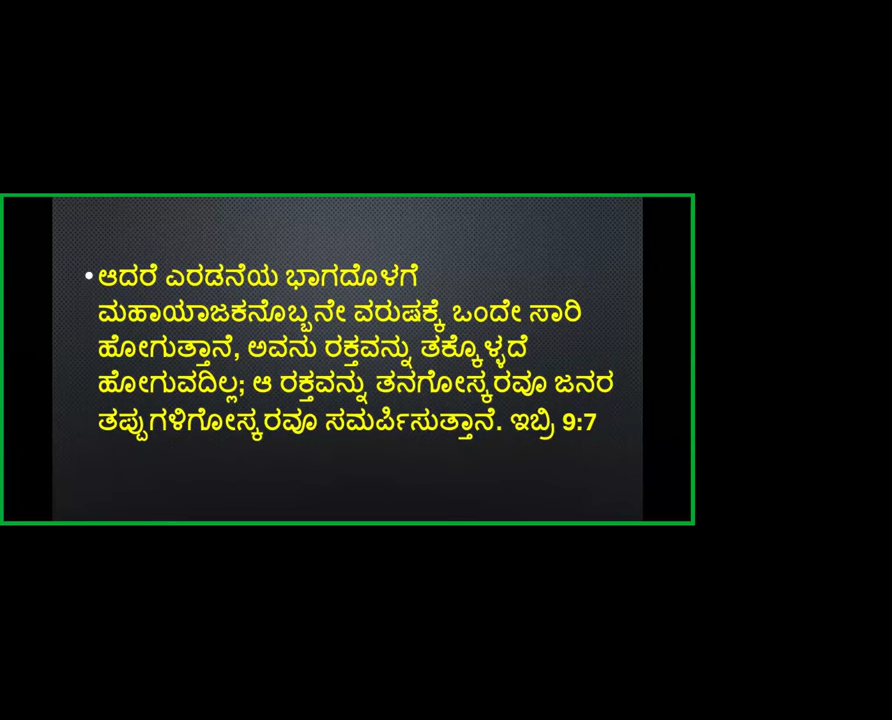 • ಆದರೆ ಎರಡನೆಯ ಭಾಗದೊಳಗೆ
ಮಹಾಯಾಜಕನೊಬ್ಬನೇ ವರುಷಕ್ಕೆ ಒಂದೇ ಸಾರಿ
ಹೋಗುತ್ತಾನೆ, ಅವನು ರಕ್ತವನ್ನು ತಕ್ಕೊಳ್ಳದೆ
ಹೋಗುವದಿಲ್ಲ; ಆ ರಕ್ತವನ್ನು ತನಗೋಸ್ಕರವೂ ಜನರ
ತಪ್ಪುಗಳಿಗೋಸ್ಕರವೂ ಸಮರ್ಪಿಸುತ್ತಾನೆ. ಇಬ್ರಿ 9:7